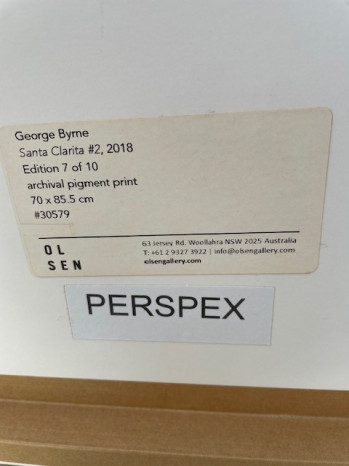 George Byrne
Santa Clarita #2, 2018
Edition 7 of 10
archival pigment print
70 x 85.5 cm
#30579
OL
SEN
63 Jersey Rd, Woollahra NSW 2025 Australia
T: +61 2 9327 3922 | info@olsengallery.com
olsengallery.com
PERSPEX